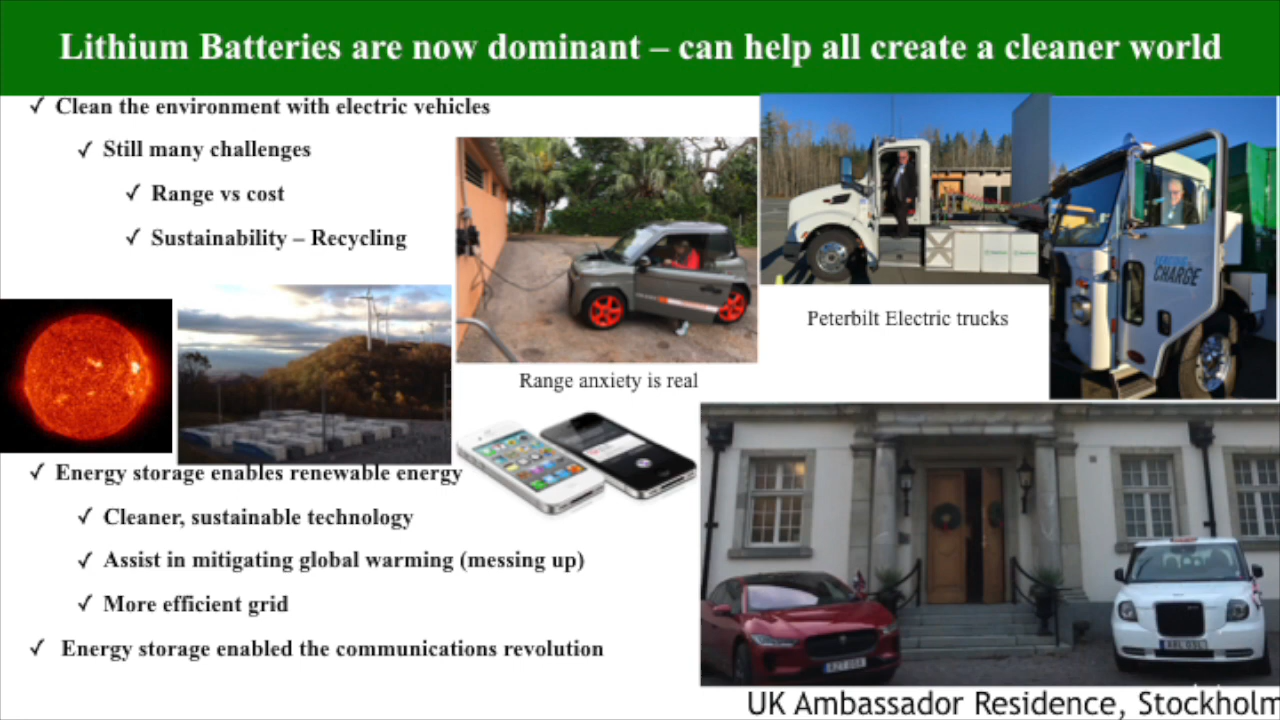 Lithium Batteries are now dominant – can help all create a cleaner world
✓ Clean the environment with electric vehicles
✓ Still many challenges
✓ Range vs cost
✓ Sustainability – Recycling
CHARGE
Peterbilt Electric trucks
Range anxiety is real
✓ Energy storage enables renewable energy
✓ Cleaner, sustainable technology
✓ Assist in mitigating global warming (messing up)
✓ More efficient grid
✓ Energy storage enabled the communications revolution
UK Ambassador Residence, Stockholm